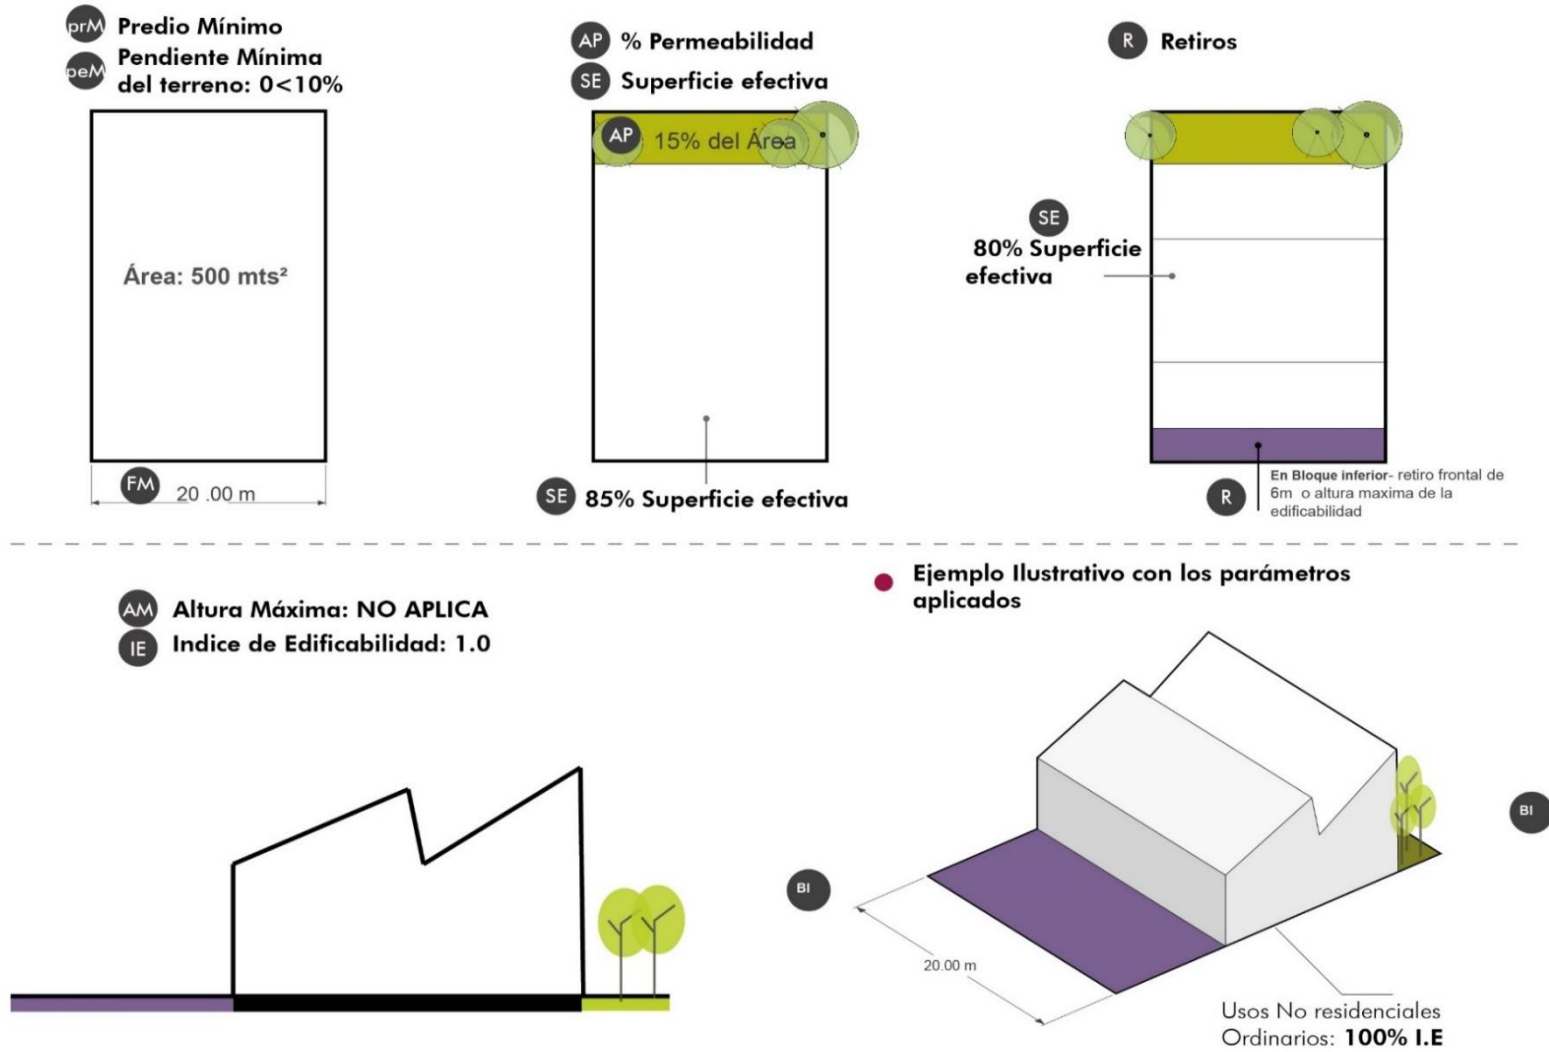 prM Predio Mínimo
peM Pendiente Mínima
del terreno: 0<10%
Área: 500 mts²
FM 20 .00 m
AP % Permeabilidad
SE Superficie efectiva
AP 15% del Área
SE 85% Superficie efectiva
R Retiros
SE
80% Superficie
efectiva
R
En Bloque inferior- retiro frontal de
6m o altura maxima de la
edificabilidad
AM Altura Máxima: NO APLICA
IE Indice de Edificabilidad: 1.0
Ejemplo Ilustrativo con los parámetros
aplicados
BI
BI
20.00 m
Usos No residenciales
Ordinarios: 100% I.E